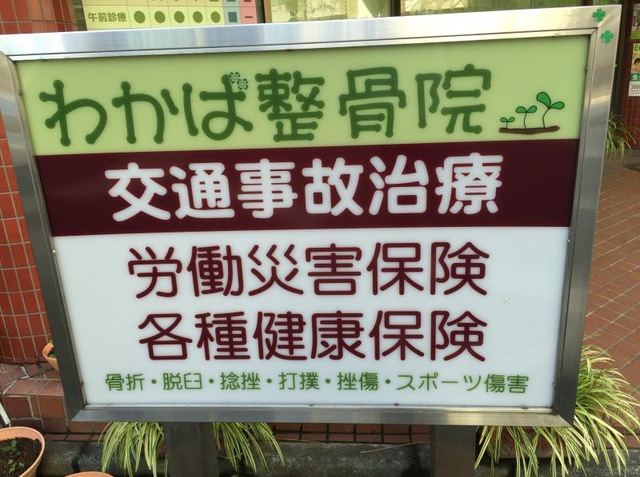 午前診療
わかば整骨院
交通事故治療
労働災害保険
各種健康保険
骨折・脱臼・捻挫・打撲・挫傷・スポーツ傷害